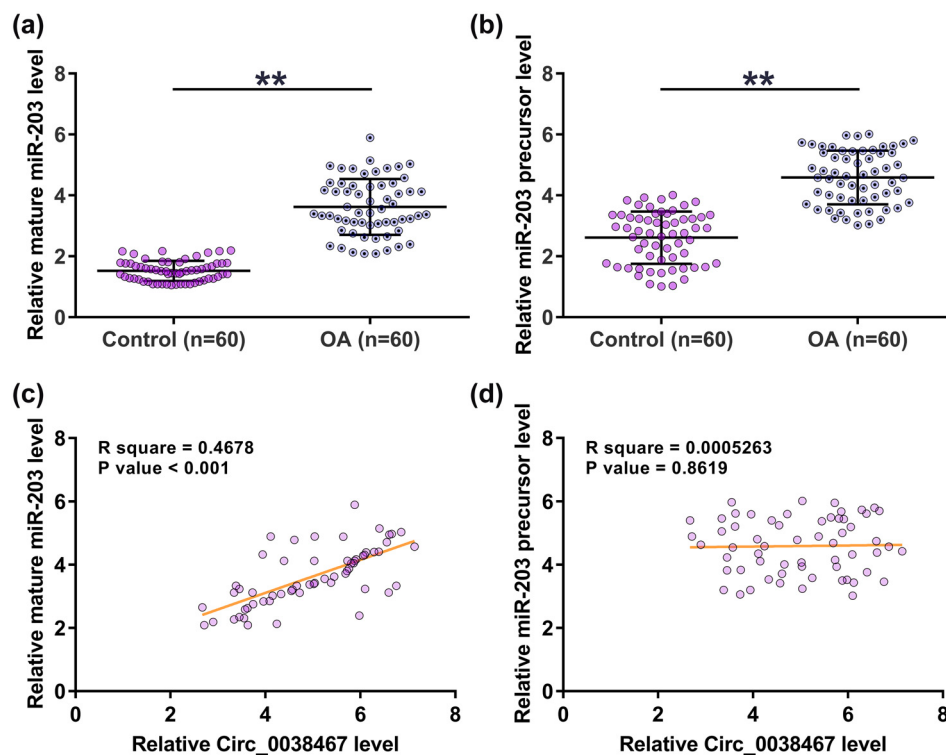 (a)
Relative mature miR-203 level
8
6
4
2
0
**
Control (n=60)
OA (n=60)
(b)
Relative miR-203 precursor level
8
6
4
2
0
**
Control (n=60)
OA (n=60)
(c)
Relative mature miR-203 level
8
6
4
2
0
R square = 0.4678
P value < 0.001
0
2
4
6
8
Relative Circ_0038467 level
(d)
Relative miR-203 precursor level
8
6
4
2
0
R square = 0.0005263
P value = 0.8619
0
2
4
6
8
Relative Circ_0038467 level